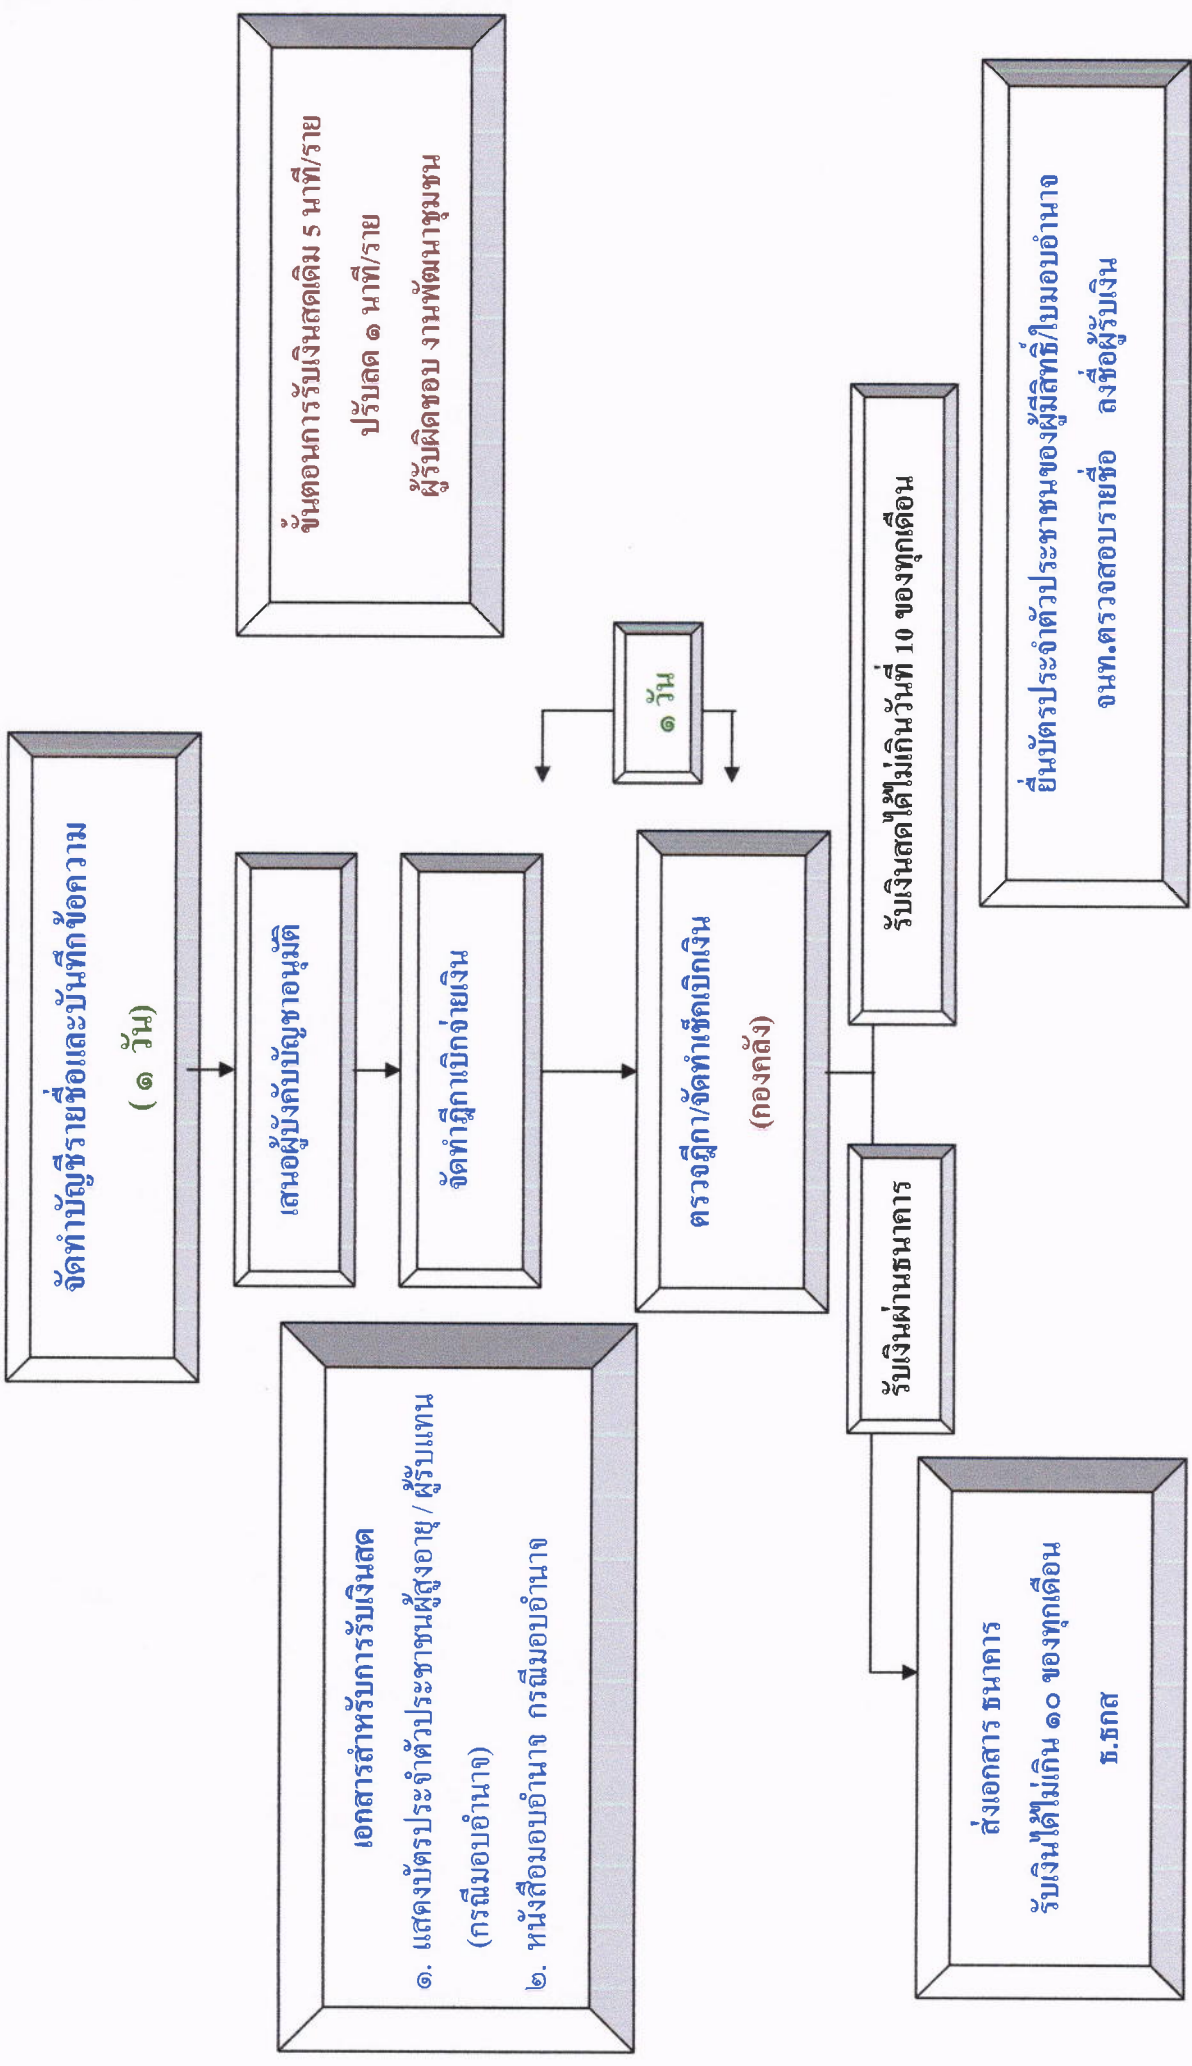 จัดทำบัญชีรายชื่อและบันทึกข้อความ
( ๑ วัน)
เสนอผู้บังคับบัญชาอนุมัติ
จัดทำฎีกาเบิกจ่ายเงิน
ตรวจฎีกา/จัดทำเช็คเบิกเงิน
(กองคลัง)
๑ วัน
ขั้นตอนการรับเงินสดเดิม ๕ นาที/ราย
ปรับลด ๑ นาที/ราย
ผู้รับผิดชอบ งานพัฒนาชุมชน
เอกสารสำหรับการรับเงินสด
๑. แสดงบัตรประจำตัวประชาชนผู้สูงอายุ / ผู้รับแทน
(กรณีมอบอำนาจ)
๒. หนังสือมอบอำนาจ กรณีมอบอำนาจ
รับเงินผ่านธนาคาร
รับเงินสดได้ไม่เกินวันที่ 10 ของทุกเดือน
ส่งเอกสาร ธนาคาร
รับเงินได้ไม่เกิน ๑๐ ของทุกเดือน
ธ.ธกส
ยื่นบัตรประจำตัวประชาชนของผู้มีสิทธิ์/ใบมอบอำนาจ
จนท.ตรวจสอบรายชื่อ ลงชื่อผู้รับเงิน